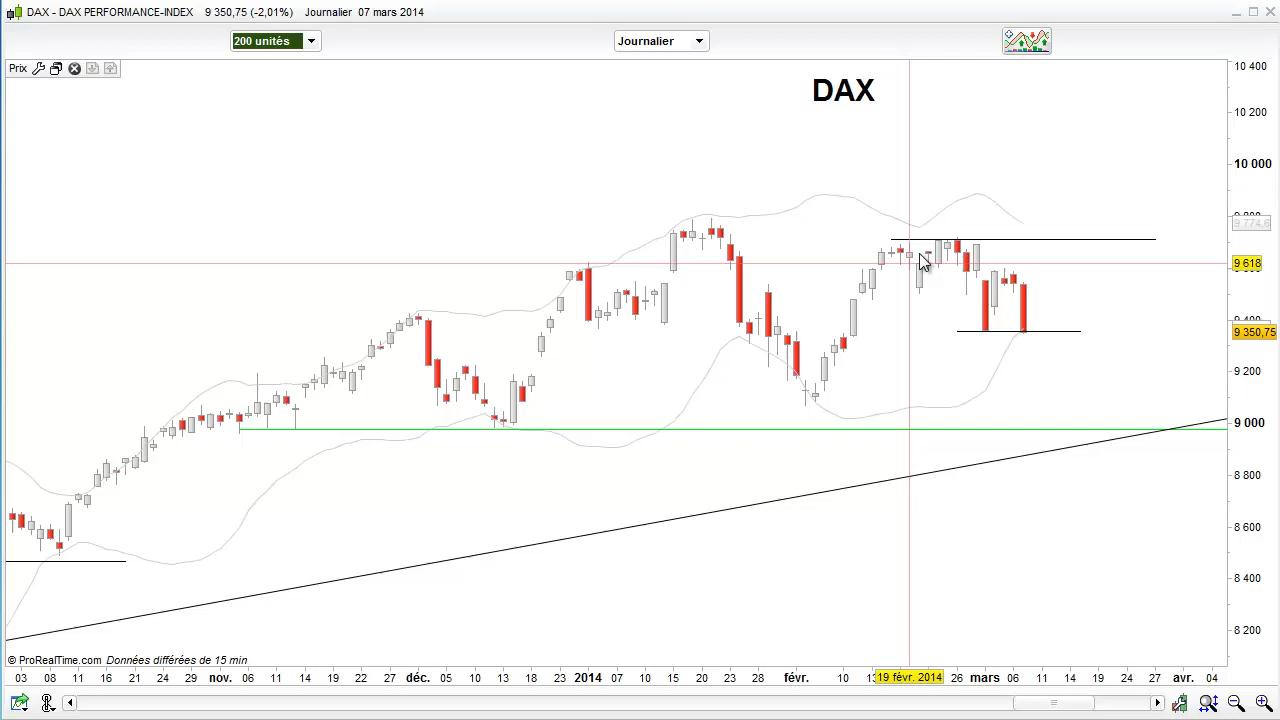 DAX - DAX PERFORMANCE-INDEX 9 350,75 (-2,01%) Journalier 07 mars 2014
200 unités Journalier
Prix
DAX
10 400
10 200
10 000
9.774,6
9.618
9.350,75
9 200
9 000
8 800
8 600
8 400
8 200
© ProRealTime.com Données différées de 15 min
03 08 11 16 21 24 29 nov. 06 11 14 19 22 27 déc. 05 10 13 18 23 2014 07 10 15 20 23 28 févr. 10 19 févr. 2014 26 mars 06 11 14 19 24 27 avr. 04